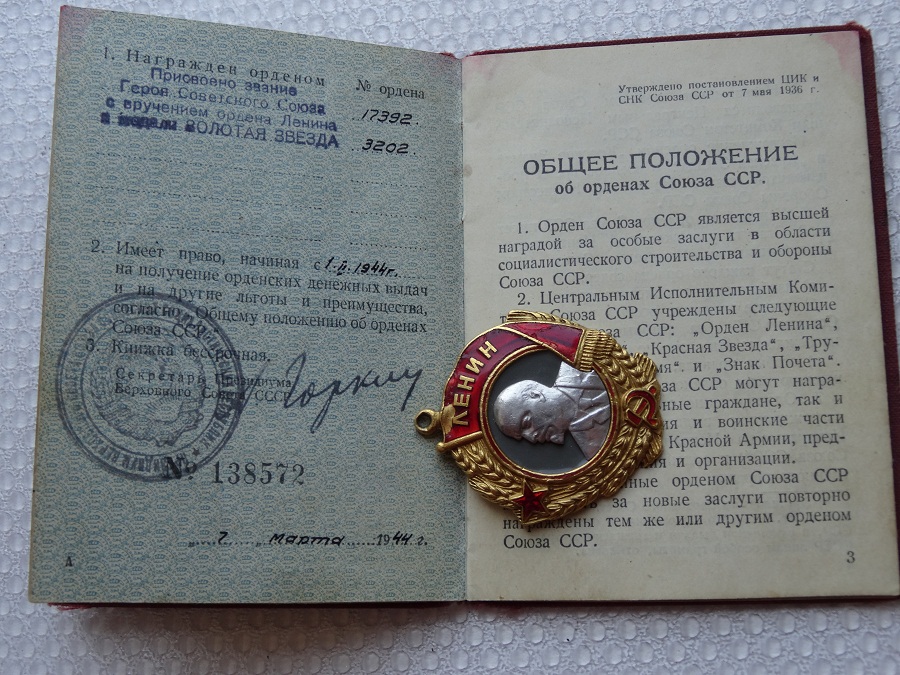 1. Награжден орденом
№ ордена
Присвоено звание
Героя Советского Союза
с вручением ордена Ленина
17392.
и медали ЗОЛОТАЯ ЗВЕЗДА
3202.
2. Имеет право, начиная с 1.II.1944г.
на получение орденских денежных выдач
и на другие льготы и преимущества,
согласно Общему положению об орденах
Союза ССР.
3. Книжка бессрочная.
Секретарь Президиума
Верховного Совета СССР
Горкин
№ 138572
„ 7 „ марта 1944 г.
А
Утверждено постановлением ЦИК и
СНК Союза ССР от 7 мая 1936 г.
ОБЩЕЕ ПОЛОЖЕНИЕ
об орденах Союза ССР.
1. Орден Союза ССР является высшей
наградой за особые заслуги в области
социалистического строительства и обороны
Союза ССР.
2. Центральным Исполнительным Коми-
Союза ССР учреждены следующие
Союза ССР: „Орден Ленина“,
Красная Звезда“, „Тру-
и „Знак Почета“.
ССР могут награ-
граждане, так и
и воинские части
Красной Армии, пред-
и организации.
орденом Союза ССР
за новые заслуги повторно
награждены тем же или другим орденом
Союза ССР.
3
ЛЕНИН